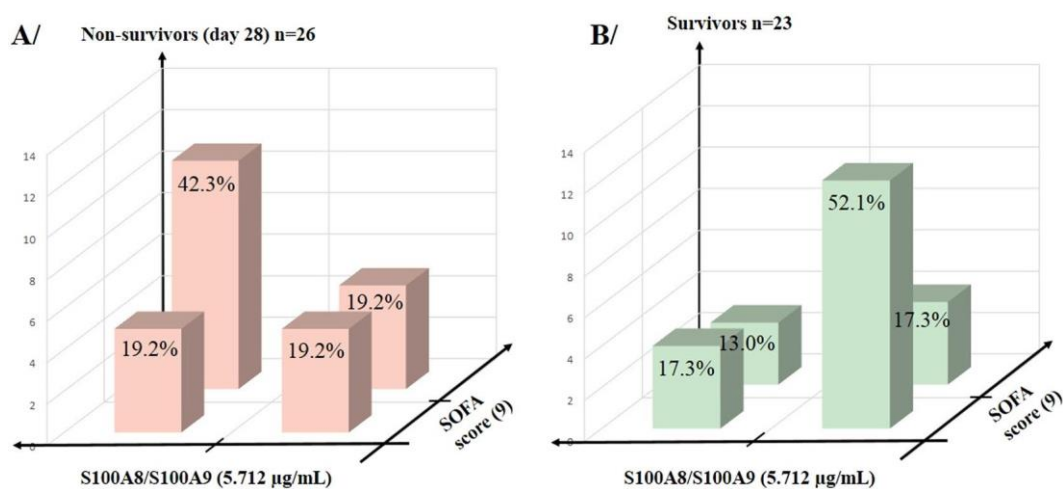 A/
Non-survivors (day 28) n=26
14
12
10
8
6
4
2
0
42.3%
19.2%
19.2%
19.2%
SOFA
score (9)
S100A8/S100A9 (5.712 µg/mL)
B/
Survivors n=23
14
12
10
8
6
4
2
0
52.1%
17.3%
13.0%
17.3%
SOFA
score (9)
S100A8/S100A9 (5.712 µg/mL)